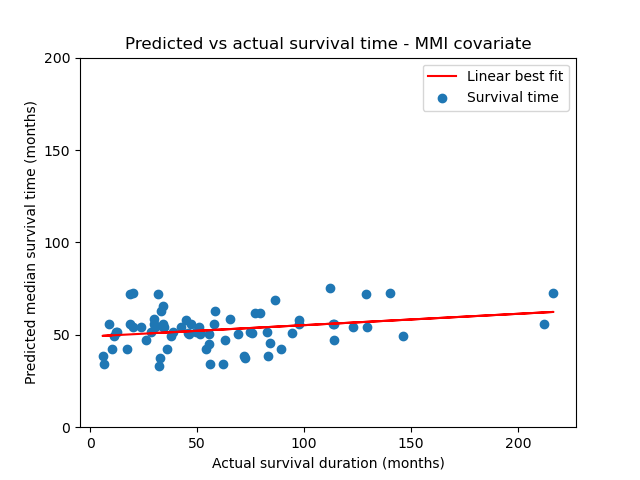 Predicted vs actual survival time - MMI covariate
Linear best fit
Survival time
Predicted median survival time (months)
200
150
100
50
0
0 50 100 150 200
Actual survival duration (months)